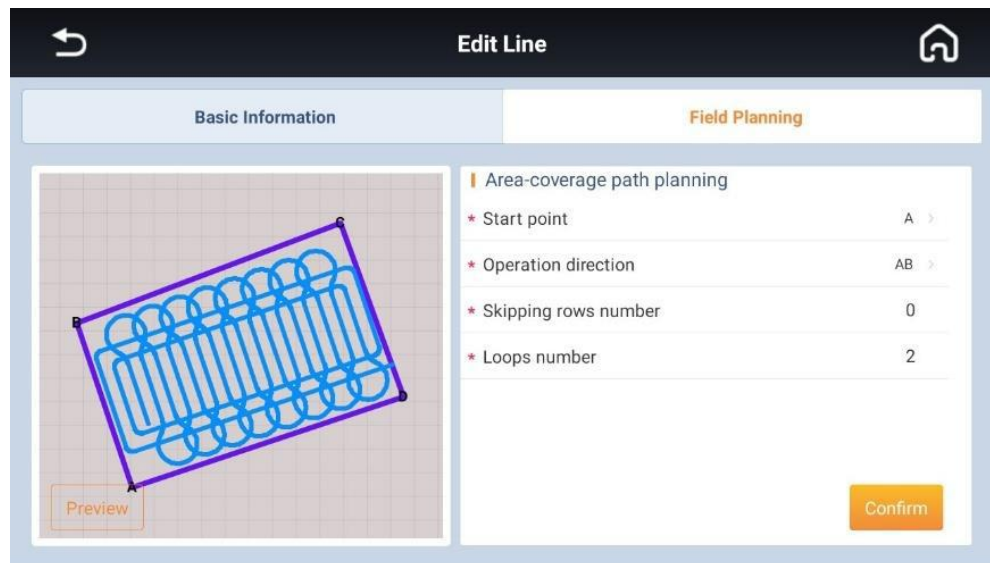 Edit Line
Basic Information
Field Planning
C
B
D
A
Preview
Area-coverage path planning
* Start point A
* Operation direction AB
* Skipping rows number 0
* Loops number 2
Confirm